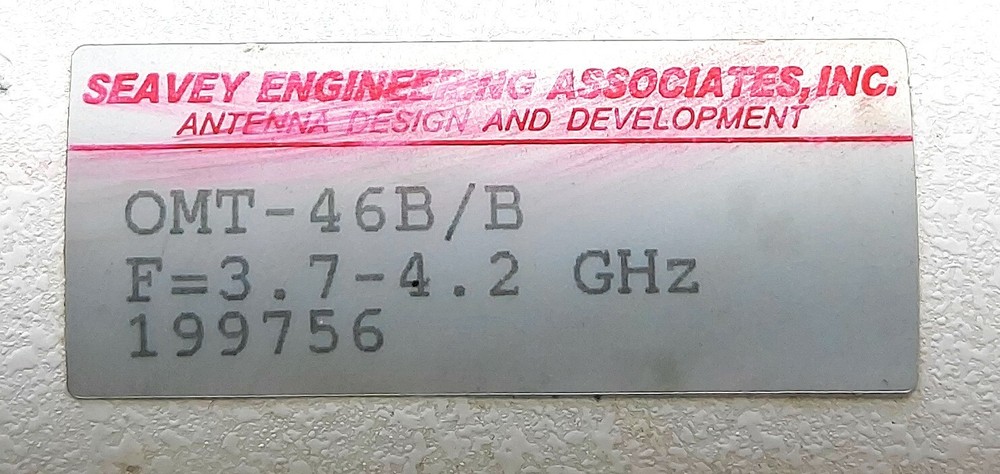 SEAVEY ENGINEERING ASSOCIATES, INC.
ANTENNA DESIGN AND DEVELOPMENT
OMT-46B/B
F=3.7-4.2 GHz
199756